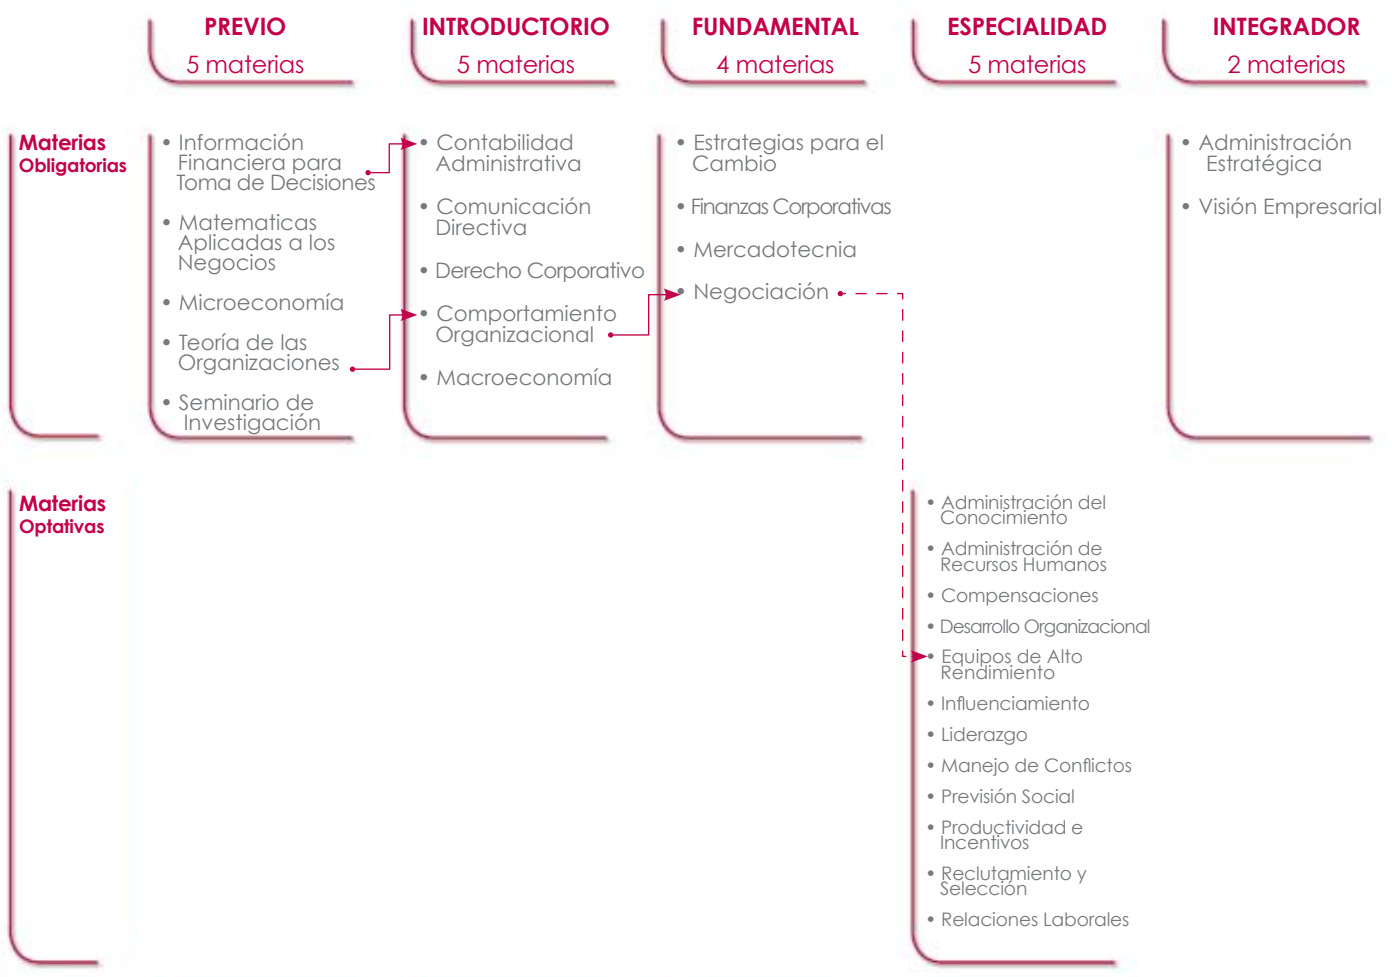 PREVIO
5 materias
INTRODUCTORIO
5 materias
FUNDAMENTAL
4 materias
ESPECIALIDAD
5 materias
INTEGRADOR
2 materias
Materias
Obligatorias
• Información
Financiera para
Toma de Decisiones
• Matematicas
Aplicadas a los
Negocios
• Microeconomía
• Teoría de las
Organizaciones
• Seminario de
Investigación
• Contabilidad
Administrativa
• Comunicación
Directiva
• Derecho Corporativo
• Comportamiento
Organizacional
• Macroeconomía
• Estrategias para el
Cambio
• Finanzas Corporativas
• Mercadotecnia
• Negociación
• Administración
Estratégica
• Visión Empresarial
Materias
Optativas
• Administración del
Conocimiento
• Administración de
Recursos Humanos
• Compensaciones
• Desarrollo Organizacional
• Equipos de Alto
Rendimiento
• Influenciamiento
• Liderazgo
• Manejo de Conflictos
• Previsión Social
• Productividad e
Incentivos
• Reclutamiento y
Selección
• Relaciones Laborales